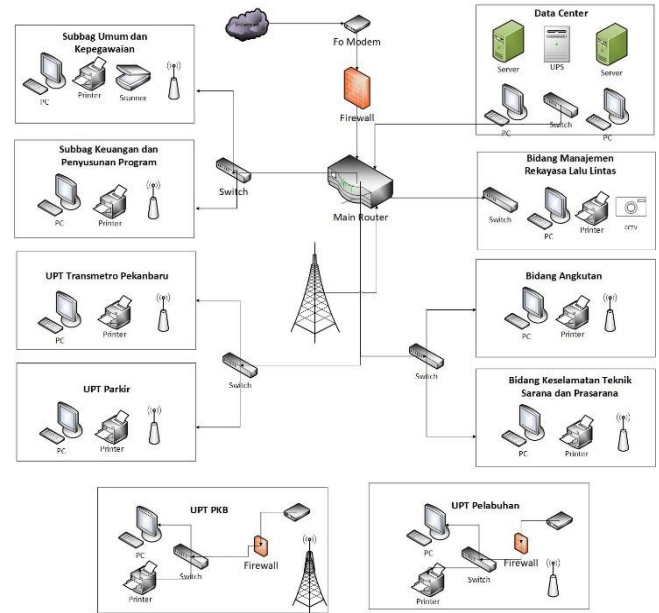 Internet
Fo Modem
Firewall
Main Router
Subbag Umum dan
Kepegawaian
PC
Printer
Scanner
Subbag Keuangan dan
Penyusunan Program
PC
Printer
Switch
UPT Transmetro Pekanbaru
PC
Printer
UPT Parkir
PC
Printer
Switch
Data Center
Server
UPS
Server
PC
Switch
PC
Bidang Manajemen
Rekayasa Lalu Lintas
Switch
PC
Printer
CCTV
Bidang Angkutan
PC
Printer
Switch
Bidang Keselamatan Teknik
Sarana dan Prasarana
PC
Printer
UPT PKB
PC
Switch
Firewall
Printer
UPT Pelabuhan
PC
Switch
Firewall
Printer